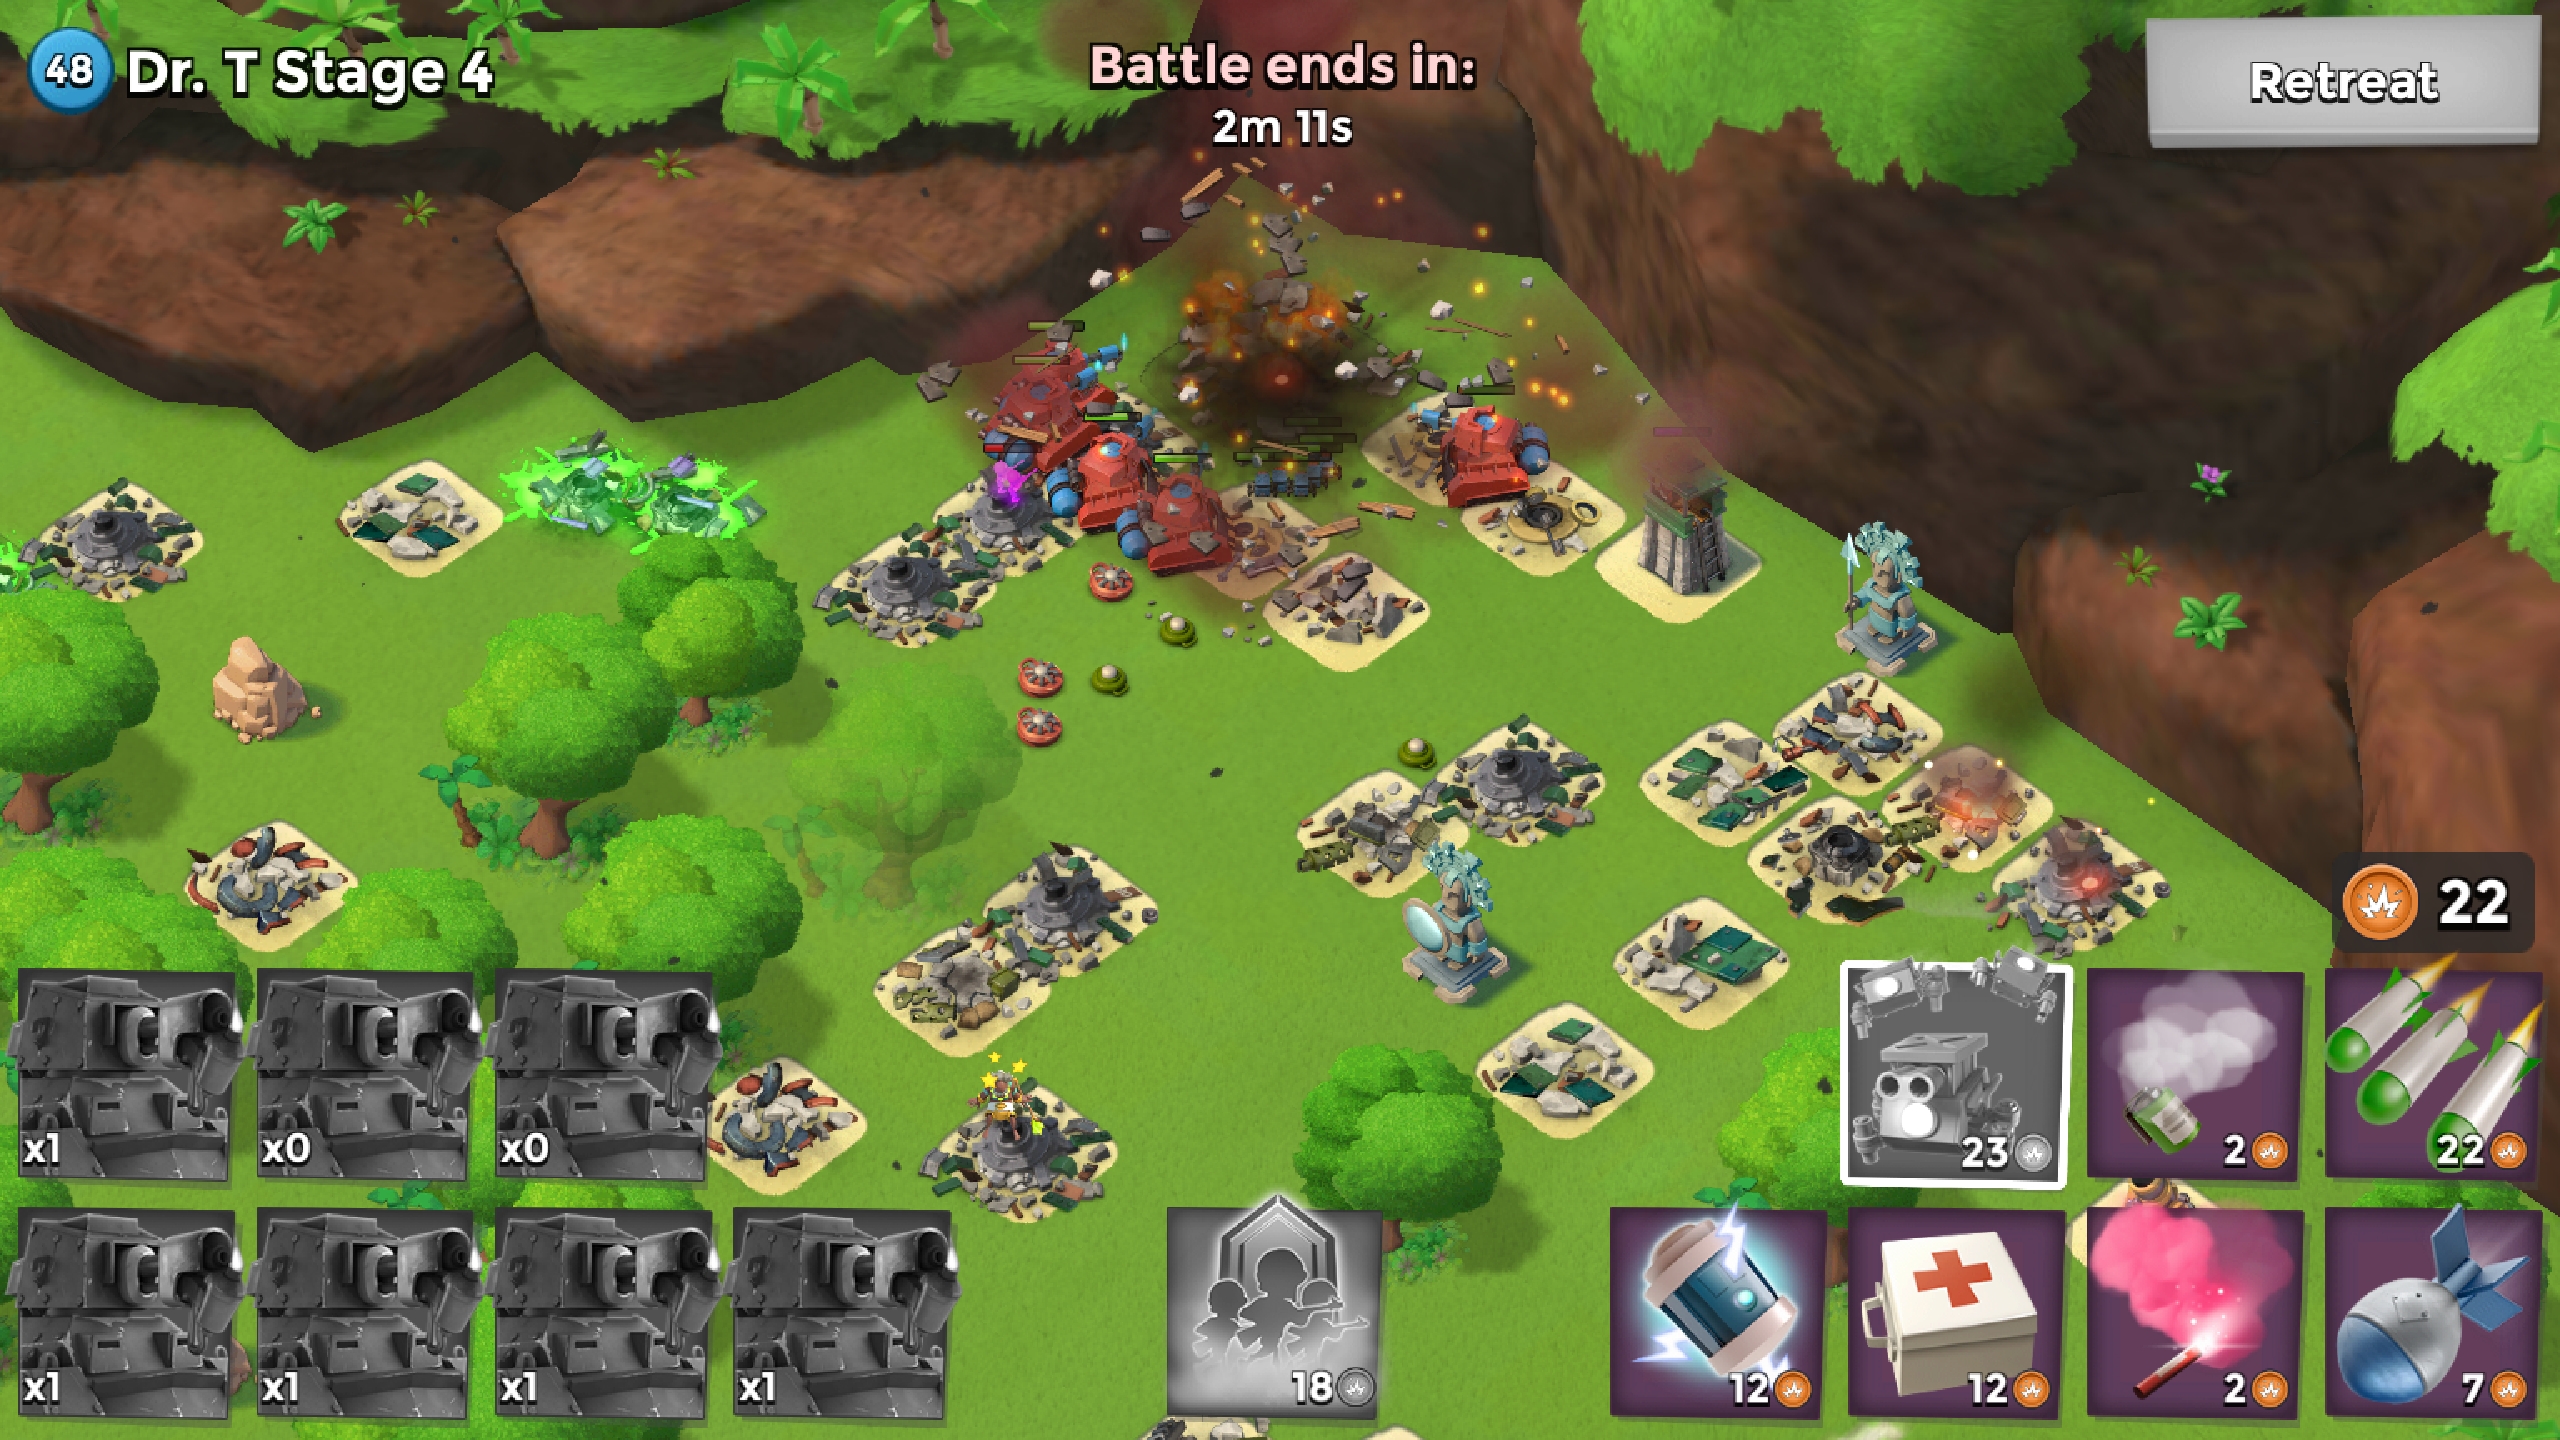 48 Dr. T Stage 4
Battle ends in:
2m 11s
Retreat
22
x1
x0
x0
23
2
22
x1
x1
x1
x1
18
12
12
2
7